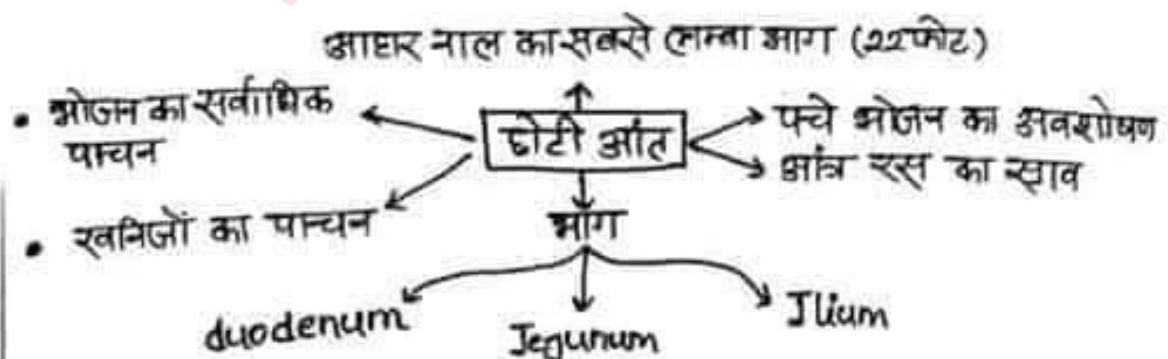 आहार नाल का सबसे लम्बा भाग (22फीट)
• भोजन का सर्वाधिक
पाचन
छोटी आंत
पचे भोजन का अवशोषण
आंत्र रस का स्राव
• खनिजों का पाचन
भाग
duodenum
Jegunum
Ilium